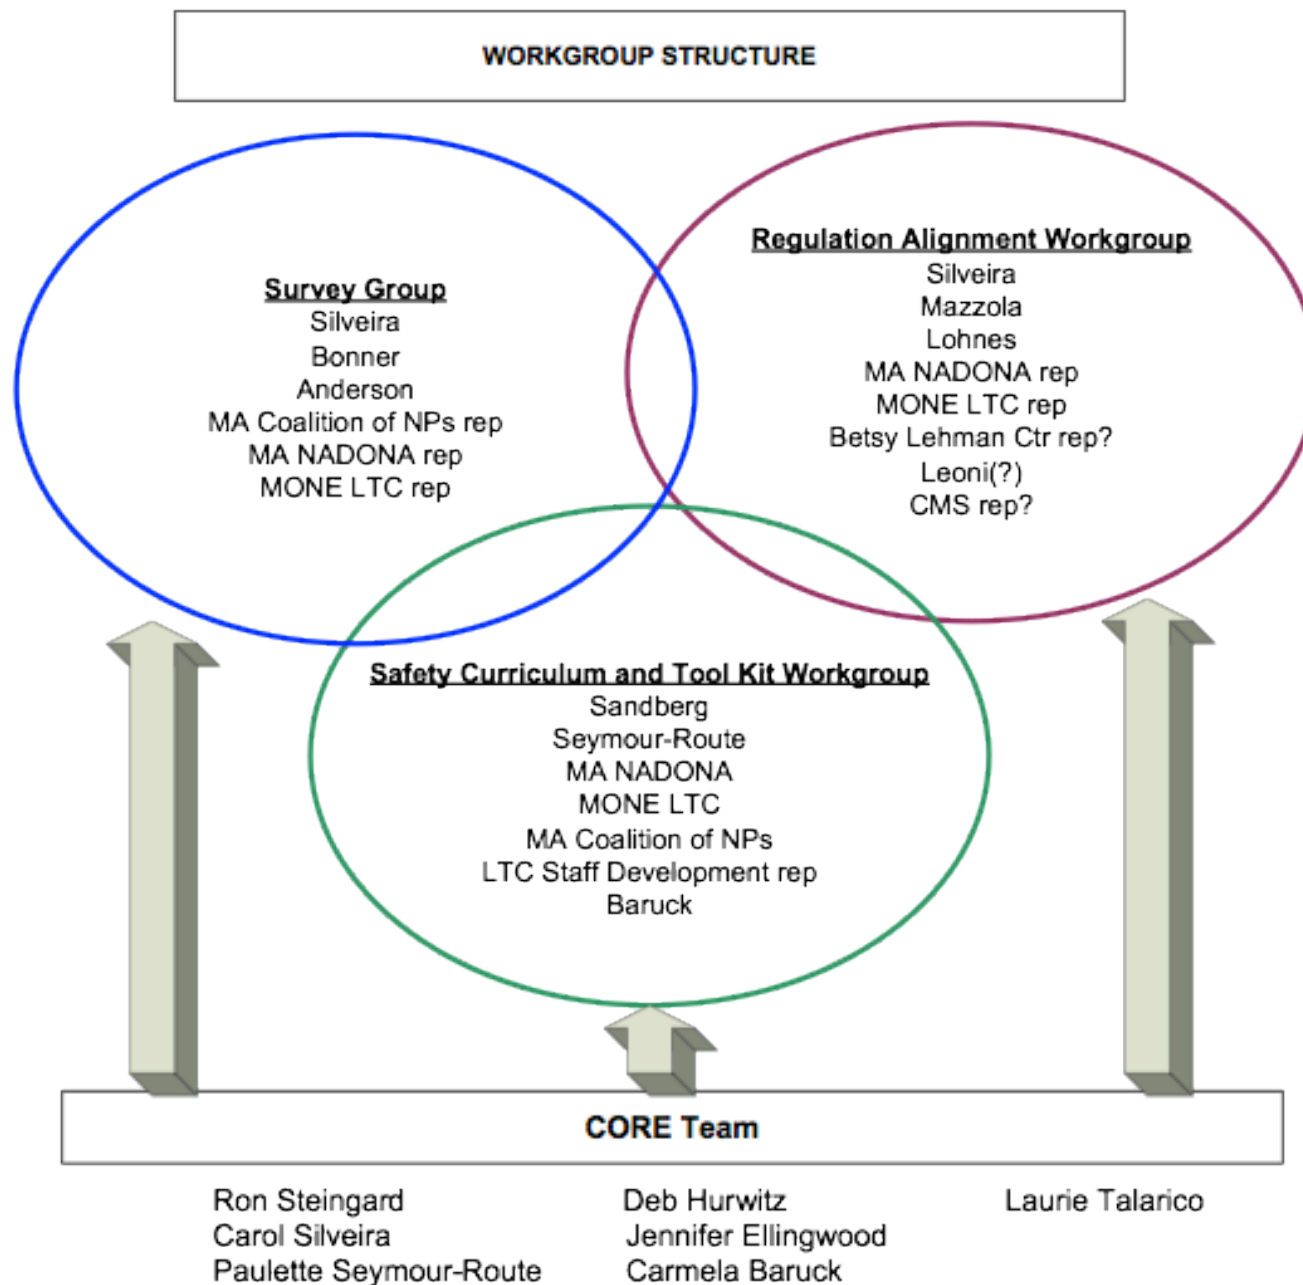 WORKGROUP STRUCTURE
Survey Group
Silveira
Bonner
Anderson
MA Coalition of NPs rep
MA NADONA rep
MONE LTC rep
Regulation Alignment Workgroup
Silveira
Mazzola
Lohnes
MA NADONA rep
MONE LTC rep
Betsy Lehman Ctr rep?
Leoni(?)
CMS rep?
Safety Curriculum and Tool Kit Workgroup
Sandberg
Seymour-Route
MA NADONA
MONE LTC
MA Coalition of NPs
LTC Staff Development rep
Baruck
CORE Team
Ron Steingard
Carol Silveira
Paulette Seymour-Route
Deb Hurwitz
Jennifer Ellingwood
Carmela Baruck
Laurie Talarico